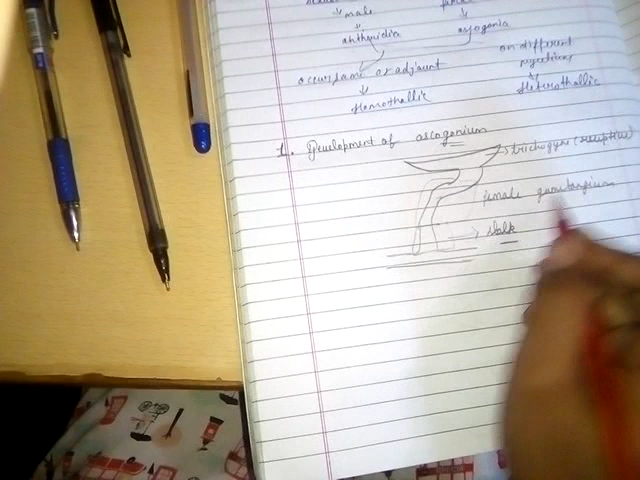 male
antheridia ascogonia
occur same or adjacent
Homothallic
on different
Heterothallic
1. Development of ascogonium
trichogyne (receptive)
female gametangium
stalk